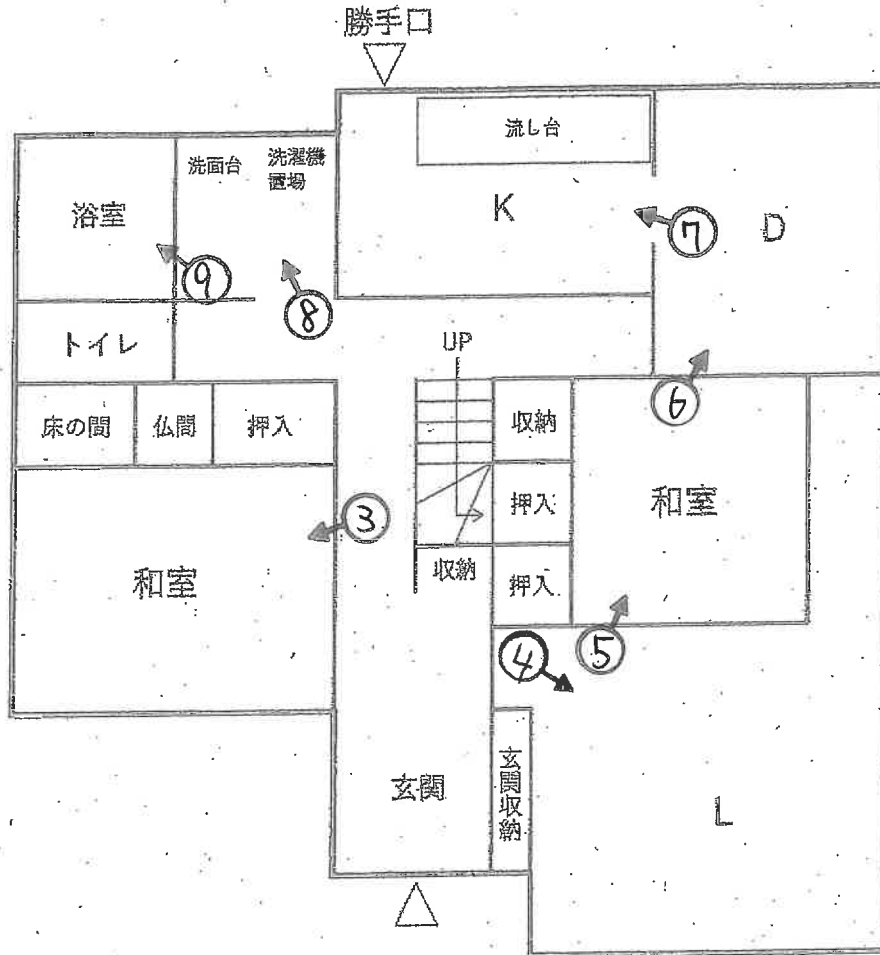 勝手口
流し台
洗面台
洗濯機
置場
浴室
K
D
⑦
⑨
⑧
トイレ
UP
⑥
床の間
仏間
押入
収納
③
押入
和室
和室
収納
押入
④
⑤
玄関
玄関収納
L